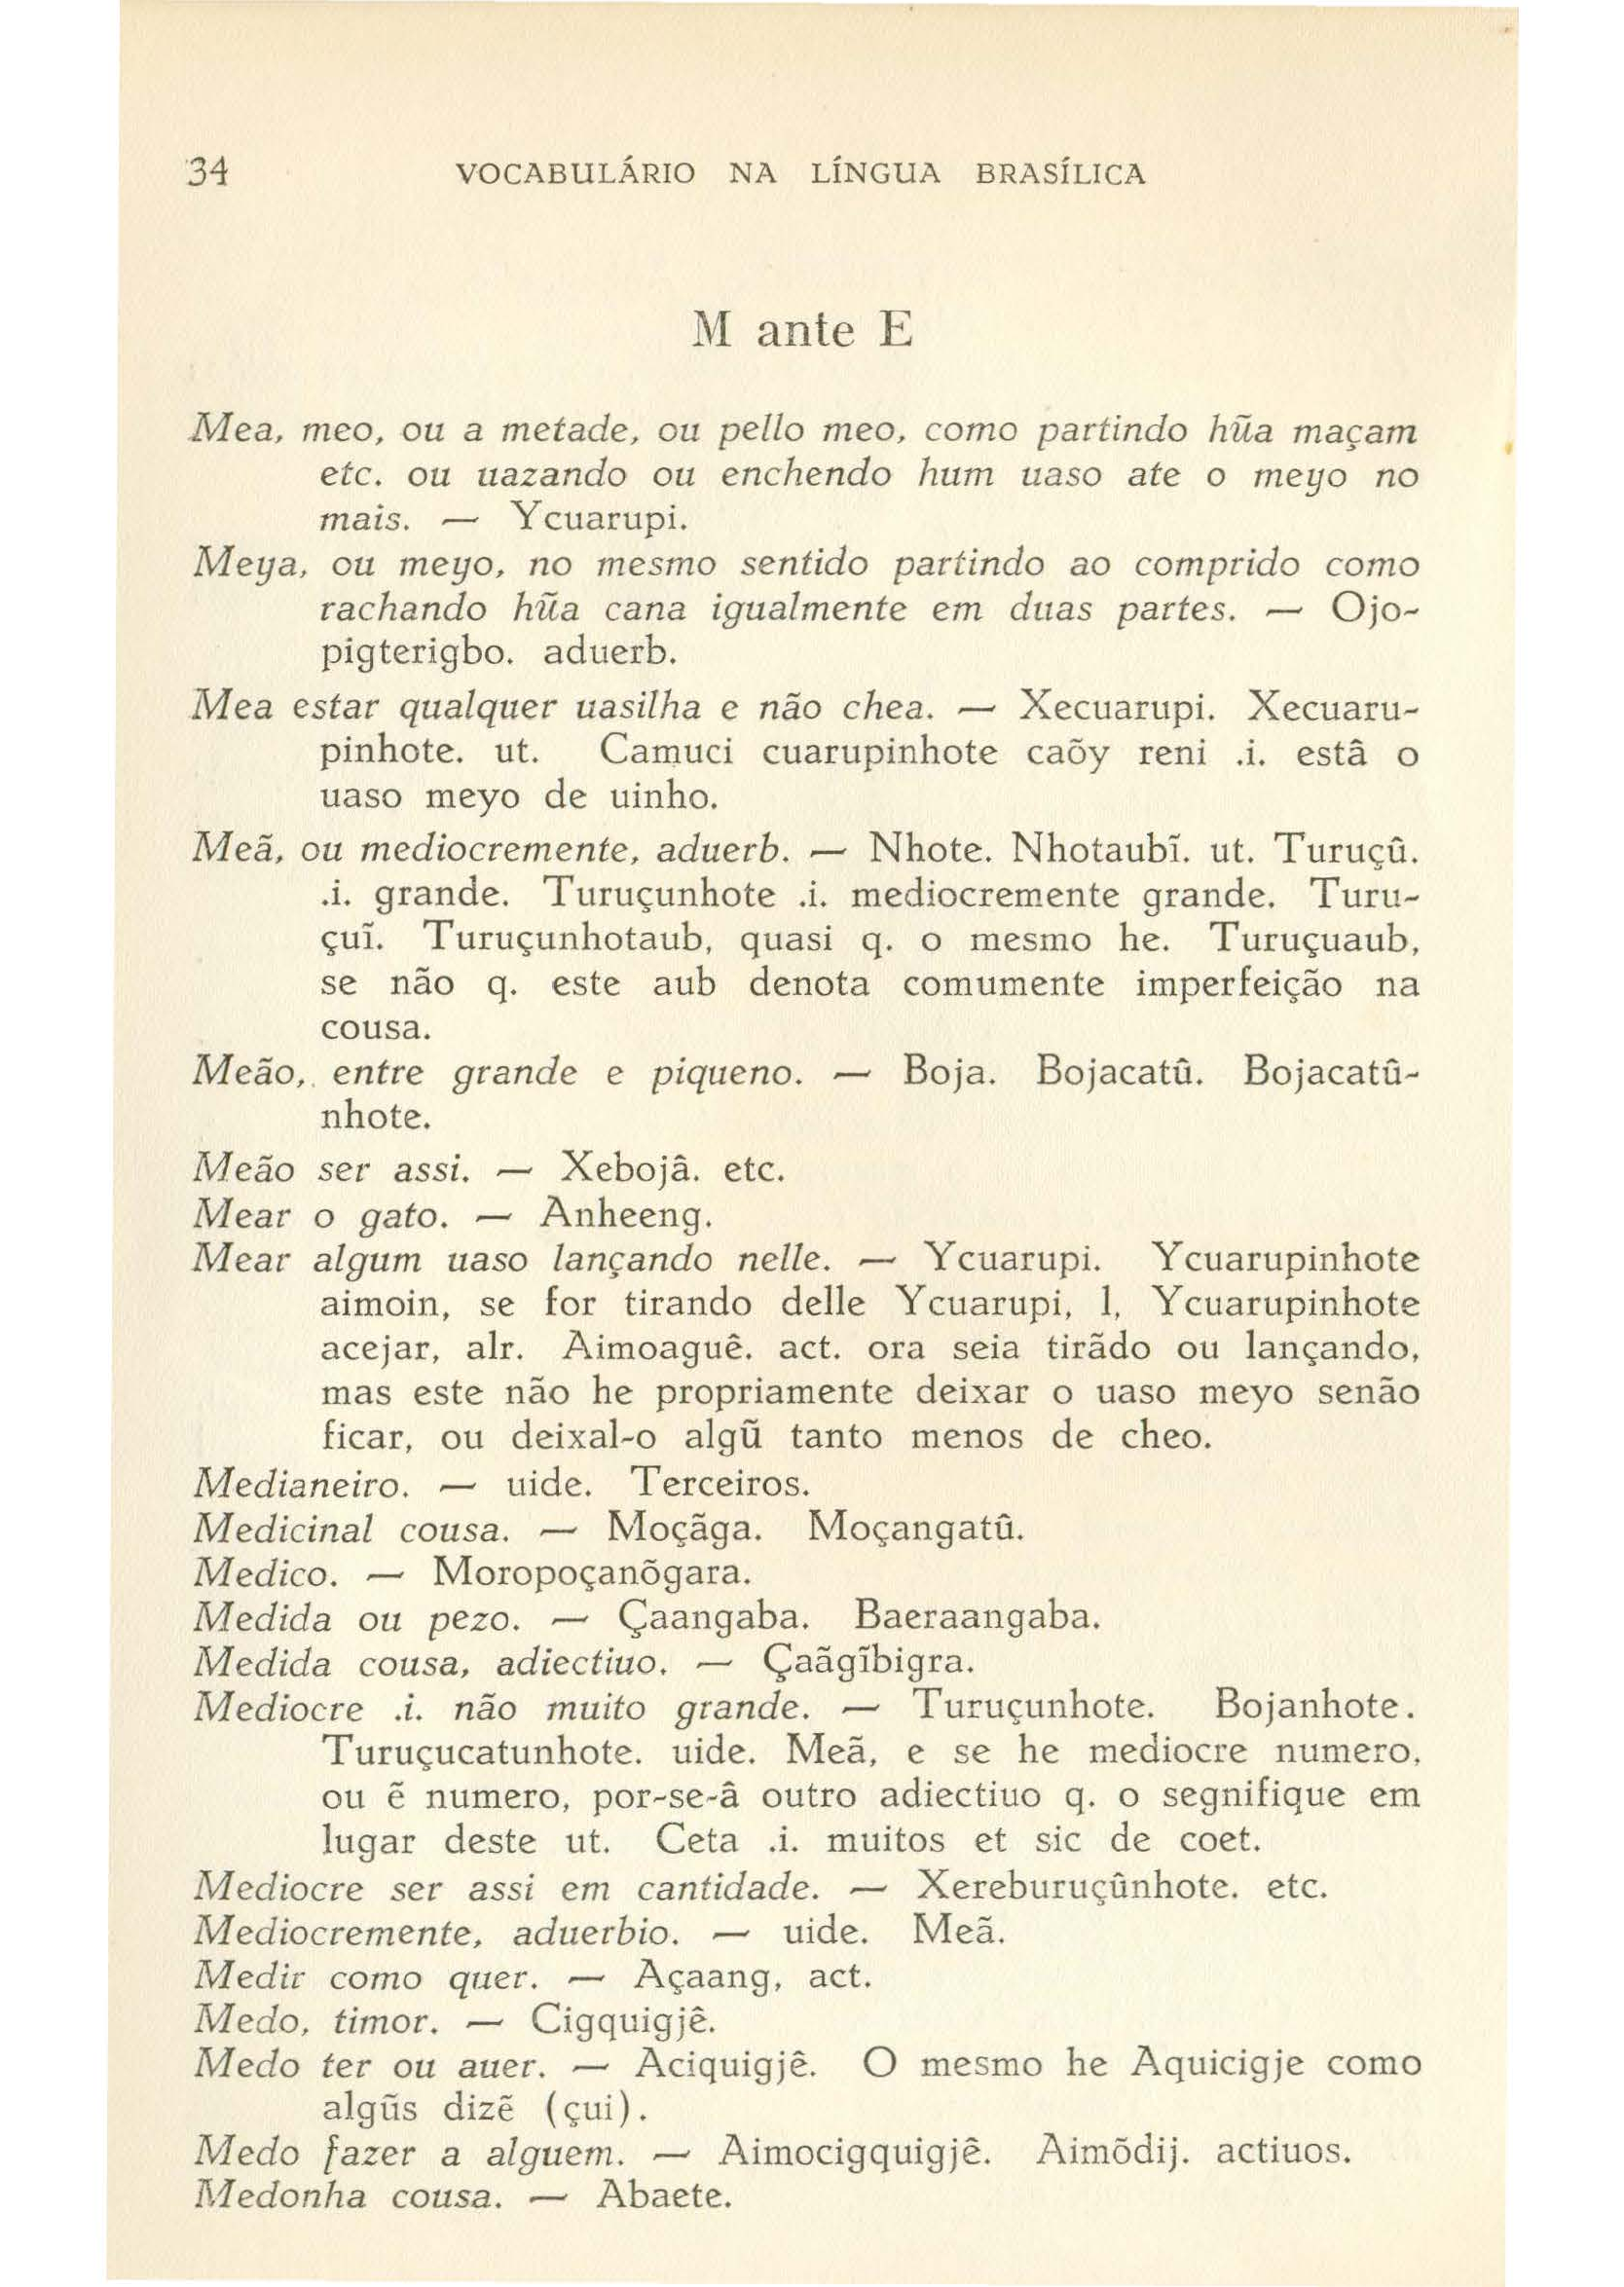 34 VOCABULÁRIO NA LÍNGUA BRASÍLICA
M ante E
Mea, meo, ou a metade, ou pello meo, como partindo hũa maçam
etc. ou uazando ou enchendo hum uaso ate o meyo no
mais. — Ycuarupi.
Meya, ou meyo, no mesmo sentido partindo ao comprido como
rachando hũa cana igualmente em duas partes. — Ojo-
pigterigbo. aduerb.
Mea estar qualquer uasilha e não chea. — Xecuarupi. Xecuaru-
pinhote. ut. Camuci cuarupinhote caõy reni .i. estâ o
uaso meyo de uinho.
Meã, ou mediocremente, aduerb. — Nhote. Nhotaubĩ. ut. Turuçû.
.i. grande. Turuçunhote .i. mediocremente grande. Turu-
çuĩ. Turuçunhotaub, quasi q. o mesmo he. Turuçuaub,
se não q. este aub denota comumente imperfeição na
cousa.
Meão, entre grande e piqueno. — Boja. Bojacatû. Bojacatû-
nhote.
Meão ser assi. — Xebojâ. etc.
Mear o gato. — Anheeng.
Mear algum uaso lançando nelle. — Ycuarupi. Ycuarupinhote
aimoin, se for tirando delle Ycuarupi, l, Ycuarupinhote
acejar, alr. Aimoaguê. act. ora seia tirãdo ou lançando,
mas este não he propriamente deixar o uaso meyo senão
ficar, ou deixal-o algũ tanto menos de cheo.
Medianeiro. — uide. Terceiros.
Medicinal cousa. — Moçãga. Moçangatû.
Medico. — Moropoçanõgara.
Medida ou pezo. — Çaangaba. Baeraangaba.
Medida cousa, adiectiuo. — Çaãgĩbigra.
Mediocre .i. não muito grande. — Turuçunhote. Bojanhote.
Turuçucatunhote. uide. Meã, e se he mediocre numero,
ou ẽ numero, por-se-â outro adiectiuo q. o segnifique em
lugar deste ut. Ceta .i. muitos et sic de coet.
Mediocre ser assi em cantidade. — Xereburuçûnhote. etc.
Mediocremente, aduerbio. — uide. Meã.
Medir como quer. — Açaang, act.
Medo, timor. — Cigquigjê.
Medo ter ou auer. — Aciquigjê. O mesmo he Aquicigje como
algũs dizẽ (çui).
Medo fazer a alguem. — Aimocigquigjê. Aimõdij. actiuos.
Medonha cousa. — Abaete.